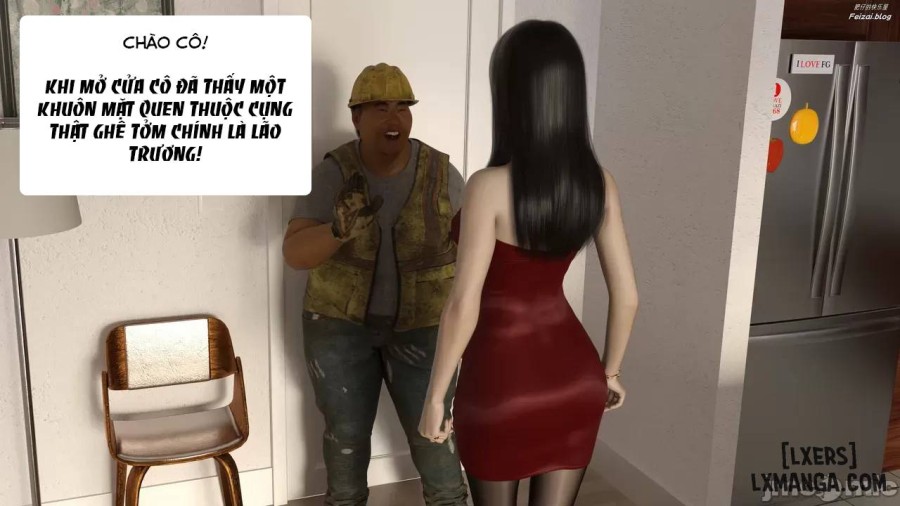 CHÀO CÔ!
KHI MỞ CỬA CÔ ĐÃ THẤY MỘT
KHUÔN MẶT QUEN THUỘC CŨNG
THẬT GHÊ TỞM CHÍNH LÀ LÃO
TRƯƠNG!
Feizai.blog
I LOVE FG
[LXERS]
LXMANGA.COM